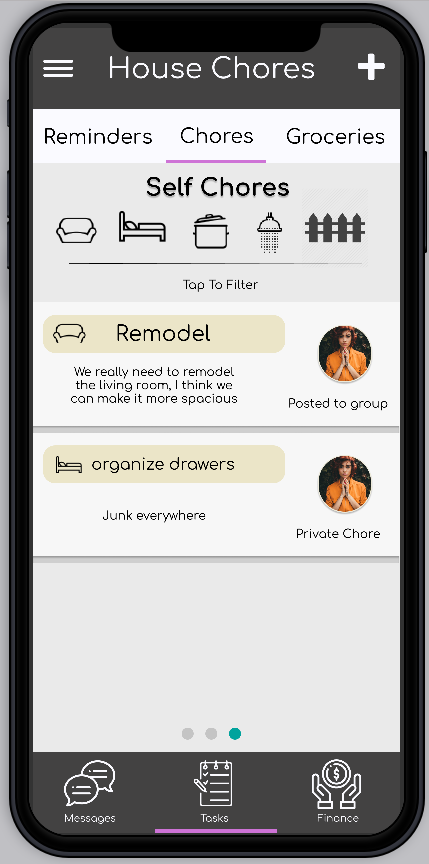 House Chores
Reminders Chores Groceries
Self Chores
Tap To Filter
Remodel
We really need to remodel
the living room, I think we
can make it more spacious
Posted to group
organize drawers
Junk everywhere
Private Chore
$
Messages Tasks Finance